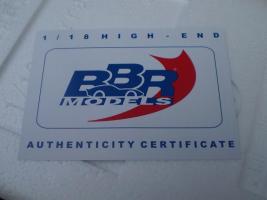 1/18 HIGH-END
BBR
MODELS
AUTHENTICITY CERTIFICATE